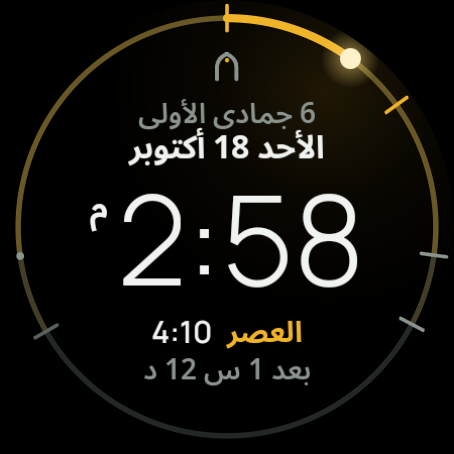 6 جمادى الأولى
الأحد 18 أكتوبر
2:58 م
العصر 4:10
بعد 1 س 12 د